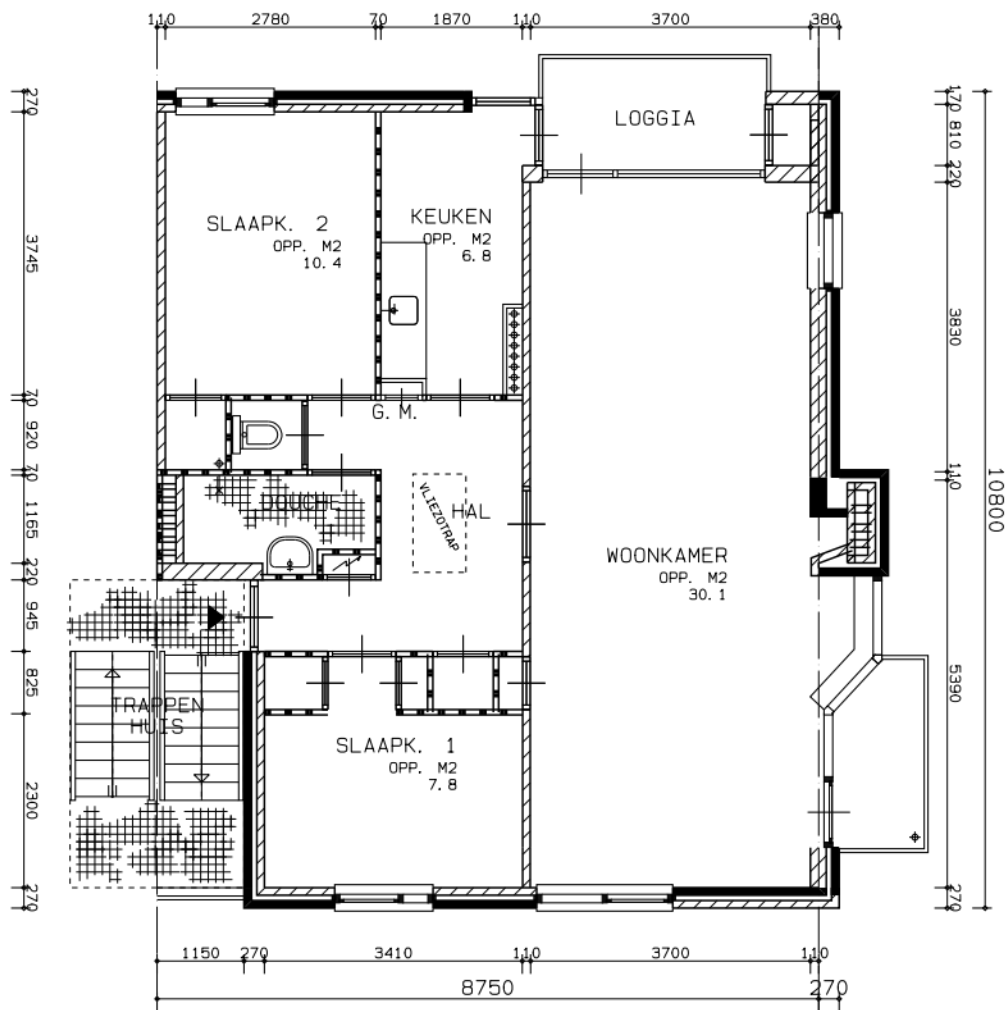 110 2780 70 1870 110 3700 380
270
3745
70
920
70
1165
220
945
825
2300
270
170
810
220
3830
110
5390
270
10800
LOGGIA
SLAAPK. 2
OPP. M2
10.4
KEUKEN
OPP. M2
6.8
G. M.
DOUCHE
VLIEZOTRAP
HAL
WOONKAMER
OPP. M2
30.1
TRAPPEN
HUIS
SLAAPK. 1
OPP. M2
7.8
1150 270 3410 110 3700 110
8750 270